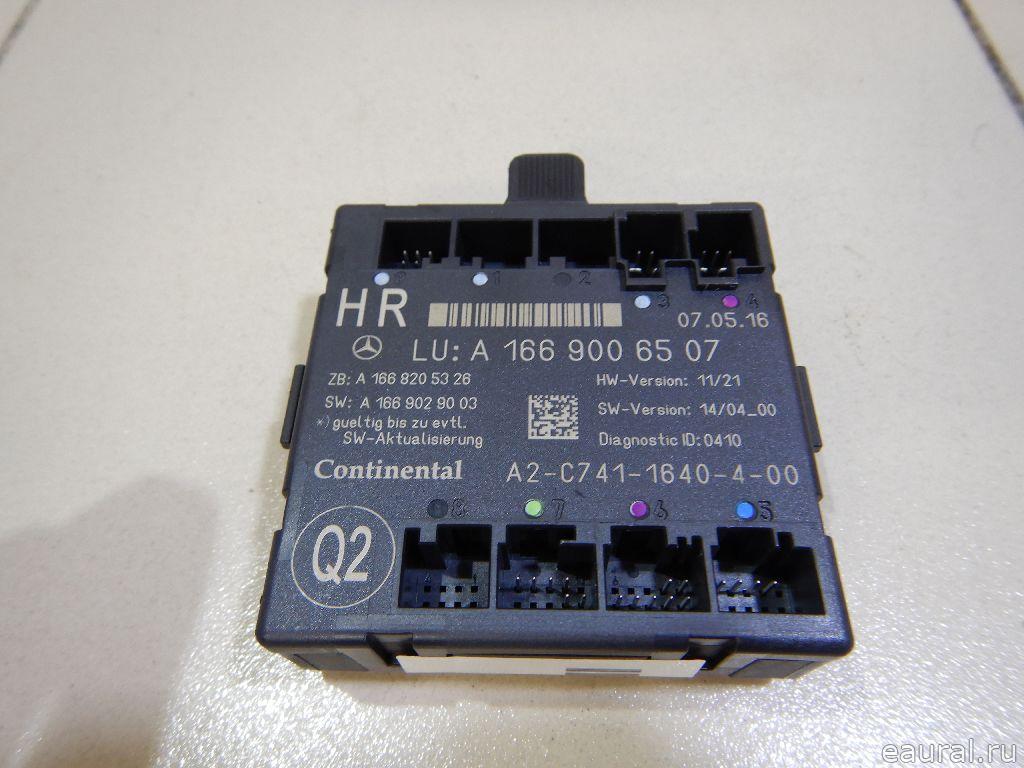 0 1 2 3 4
HR
07.05.16
LU: A 166 900 65 07
ZB: A 166 820 53 26
HW-Version: 11/21
SW: A 166 902 90 03
SW-Version: 14/04_00
*) gueltig bis zu evtl.
SW-Aktualisierung
Diagnostic ID: 0410
Continental
A2-C741-1640-4-00
8 7 6 5
Q2
eaural.ru